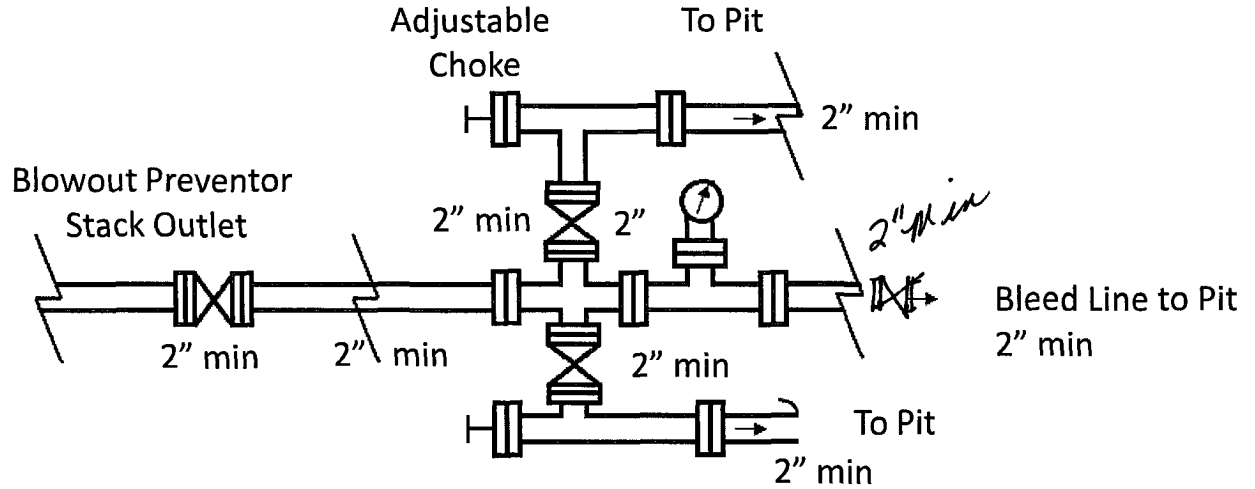 Adjustable
Choke
To Pit
2” min
Blowout Preventor
Stack Outlet
2” min
2”
2" Min
2” min
2” min
2” min
Bleed Line to Pit
2” min
To Pit
2” min